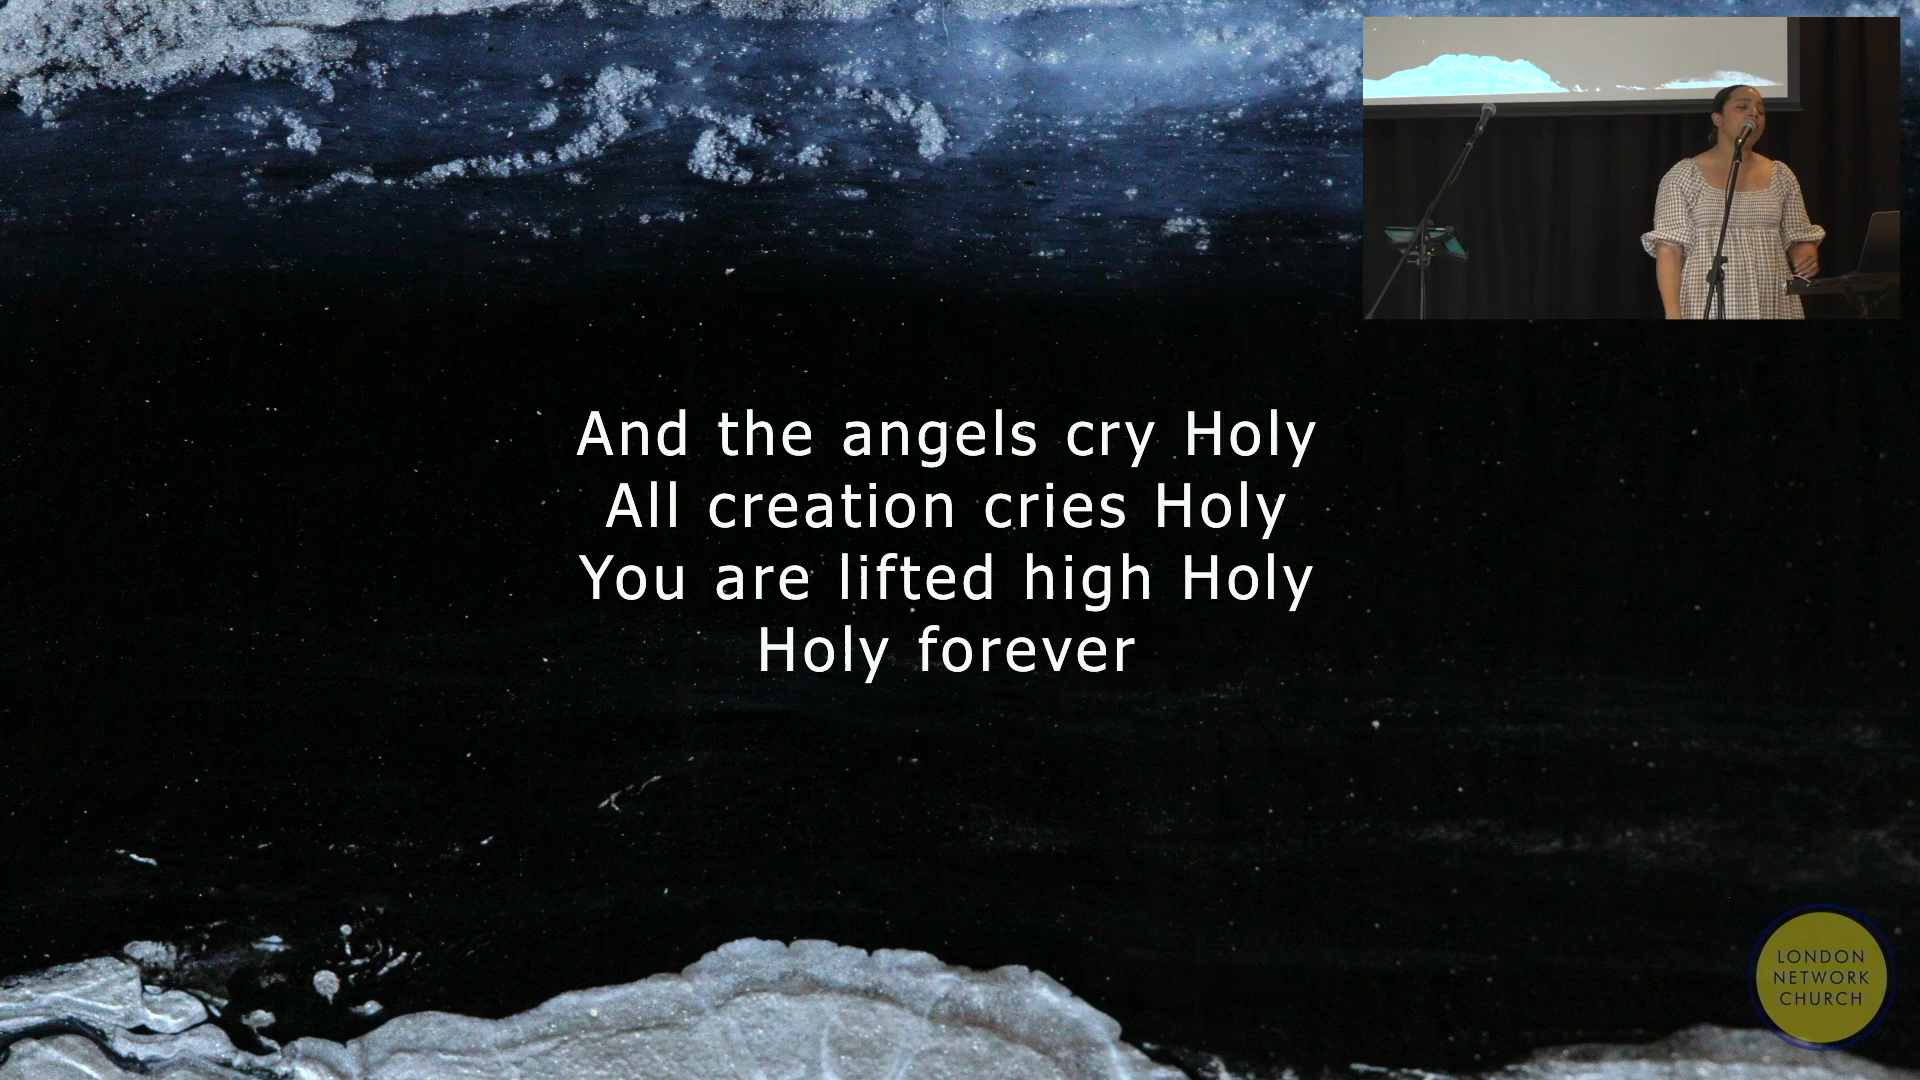 And the angels cry Holy
All creation cries Holy
You are lifted high Holy
Holy forever
LONDON
NETWORK
CHURCH